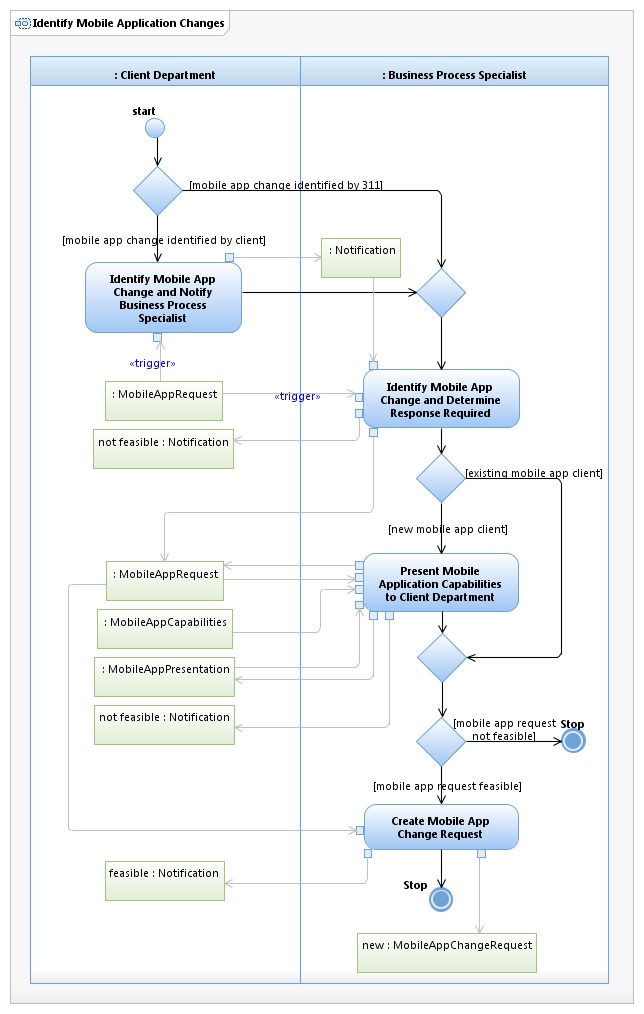 Identify Mobile Application Changes
: Client Department
: Business Process Specialist
start
[mobile app change identified by 311]
[mobile app change identified by client]
: Notification
Identify Mobile App
Change and Notify
Business Process
Specialist
«trigger»
: MobileAppRequest
«trigger»
Identify Mobile App
Change and Determine
Response Required
not feasible : Notification
[existing mobile app client]
[new mobile app client]
: MobileAppRequest
Present Mobile
Application Capabilities
to Client Department
: MobileAppCapabilities
: MobileAppPresentation
not feasible : Notification
[mobile app request
not feasible]
Stop
[mobile app request feasible]
Create Mobile App
Change Request
feasible : Notification
Stop
new : MobileAppChangeRequest